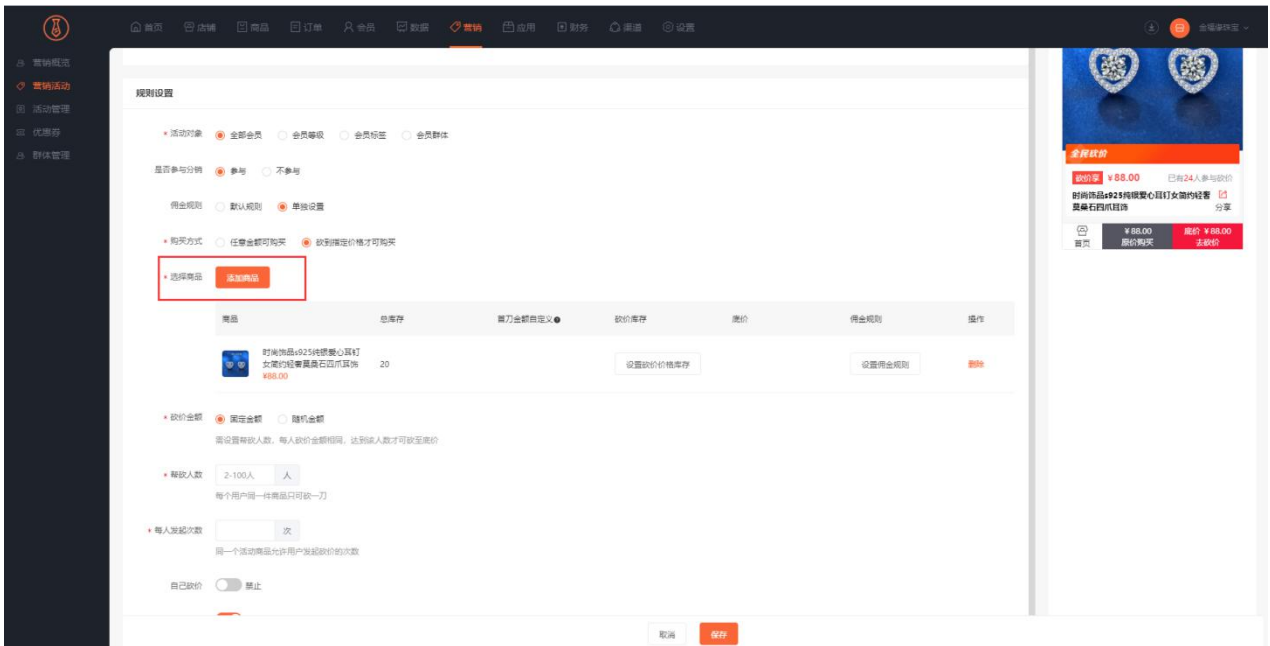 首页 店铺 商品 订单 会员 数据 营销 应用 财务 渠道 设置
营销概览
营销活动
活动管理
优惠券
群体管理
规则设置
* 活动对象 全部会员 会员等级 会员标签 会员群体
是否参与分销 参与 不参与
佣金规则 默认规则 单独设置
* 购买方式 任意金额可购买 砍到指定价格才可购买
* 选择商品 添加商品
商品 总库存 首刀金额自定义 砍价库存 底价 佣金规则 操作
时尚饰品s925纯银爱心耳钉
女简约轻奢莫桑石四爪耳饰 20 设置砍价价格库存 设置佣金规则 删除
¥88.00
* 砍价金额 固定金额 随机金额
需设置帮砍人数，每人砍价金额相同，达到该人数才可砍至底价
* 帮砍人数 2-100人 人
每个用户同一件商品只可砍一刀
* 每人发起次数 次
同一个活动商品允许用户发起砍价的次数
自己砍价 禁止
取消 保存
全民砍价
砍价享 ¥88.00 已有24人参与砍价
时尚饰品s925纯银爱心耳钉女简约轻奢
莫桑石四爪耳饰 分享
¥88.00 底价 ¥88.00
首页 原价购买 去砍价